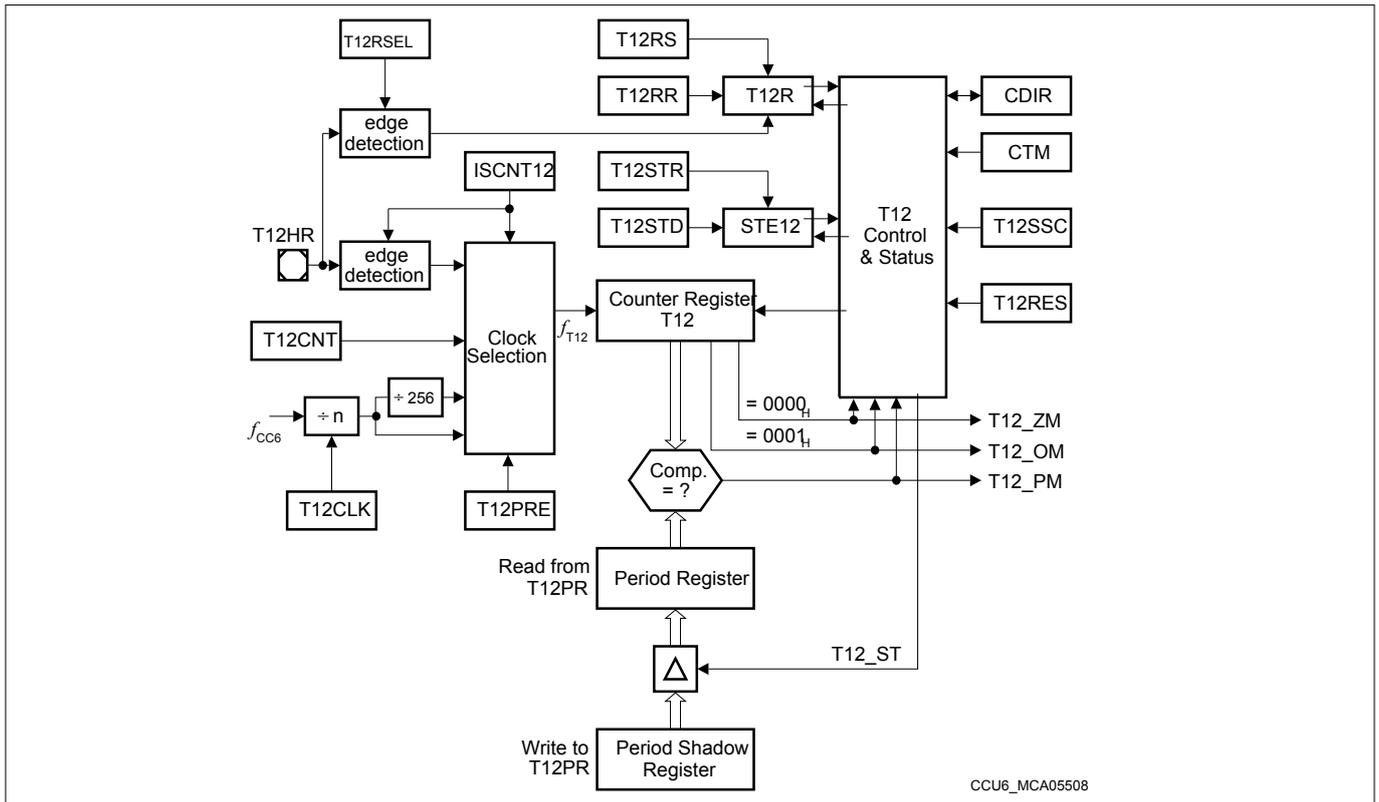 T12RSEL
T12RS
T12RR
T12R
CDIR
edge
detection
CTM
ISCNT12
T12STR
T12STD
STE12
T12
Control
& Status
T12SSC
T12HR
edge
detection
T12RES
Counter Register
T12
fT12
T12CNT
Clock
Selection
÷ 256
÷ n
fCC6
= 0000H
T12_ZM
= 0001H
T12_OM
Comp.
= ?
T12_PM
T12CLK
T12PRE
Read from
T12PR
Period Register
T12_ST
Write to
T12PR
Period Shadow
Register
CCU6_MCA05508